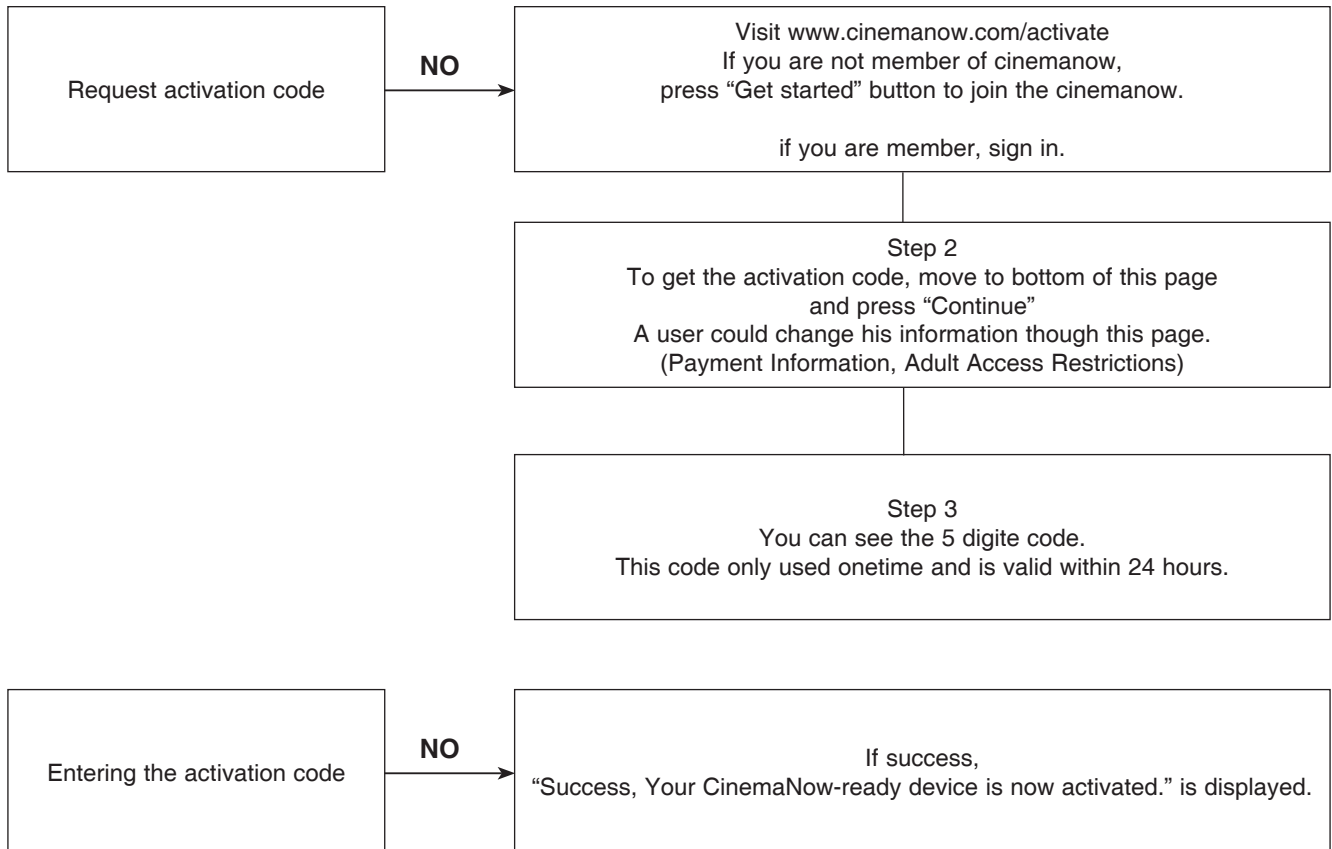 Request activation code
NO
Visit www.cinemanow.com/activate
If you are not member of cinemanow,
press “Get started” button to join the cinemanow.
if you are member, sign in.
Step 2
To get the activation code, move to bottom of this page
and press “Continue”
A user could change his information though this page.
(Payment Information, Adult Access Restrictions)
Step 3
You can see the 5 digite code.
This code only used onetime and is valid within 24 hours.
Entering the activation code
NO
If success,
“Success, Your CinemaNow-ready device is now activated.” is displayed.